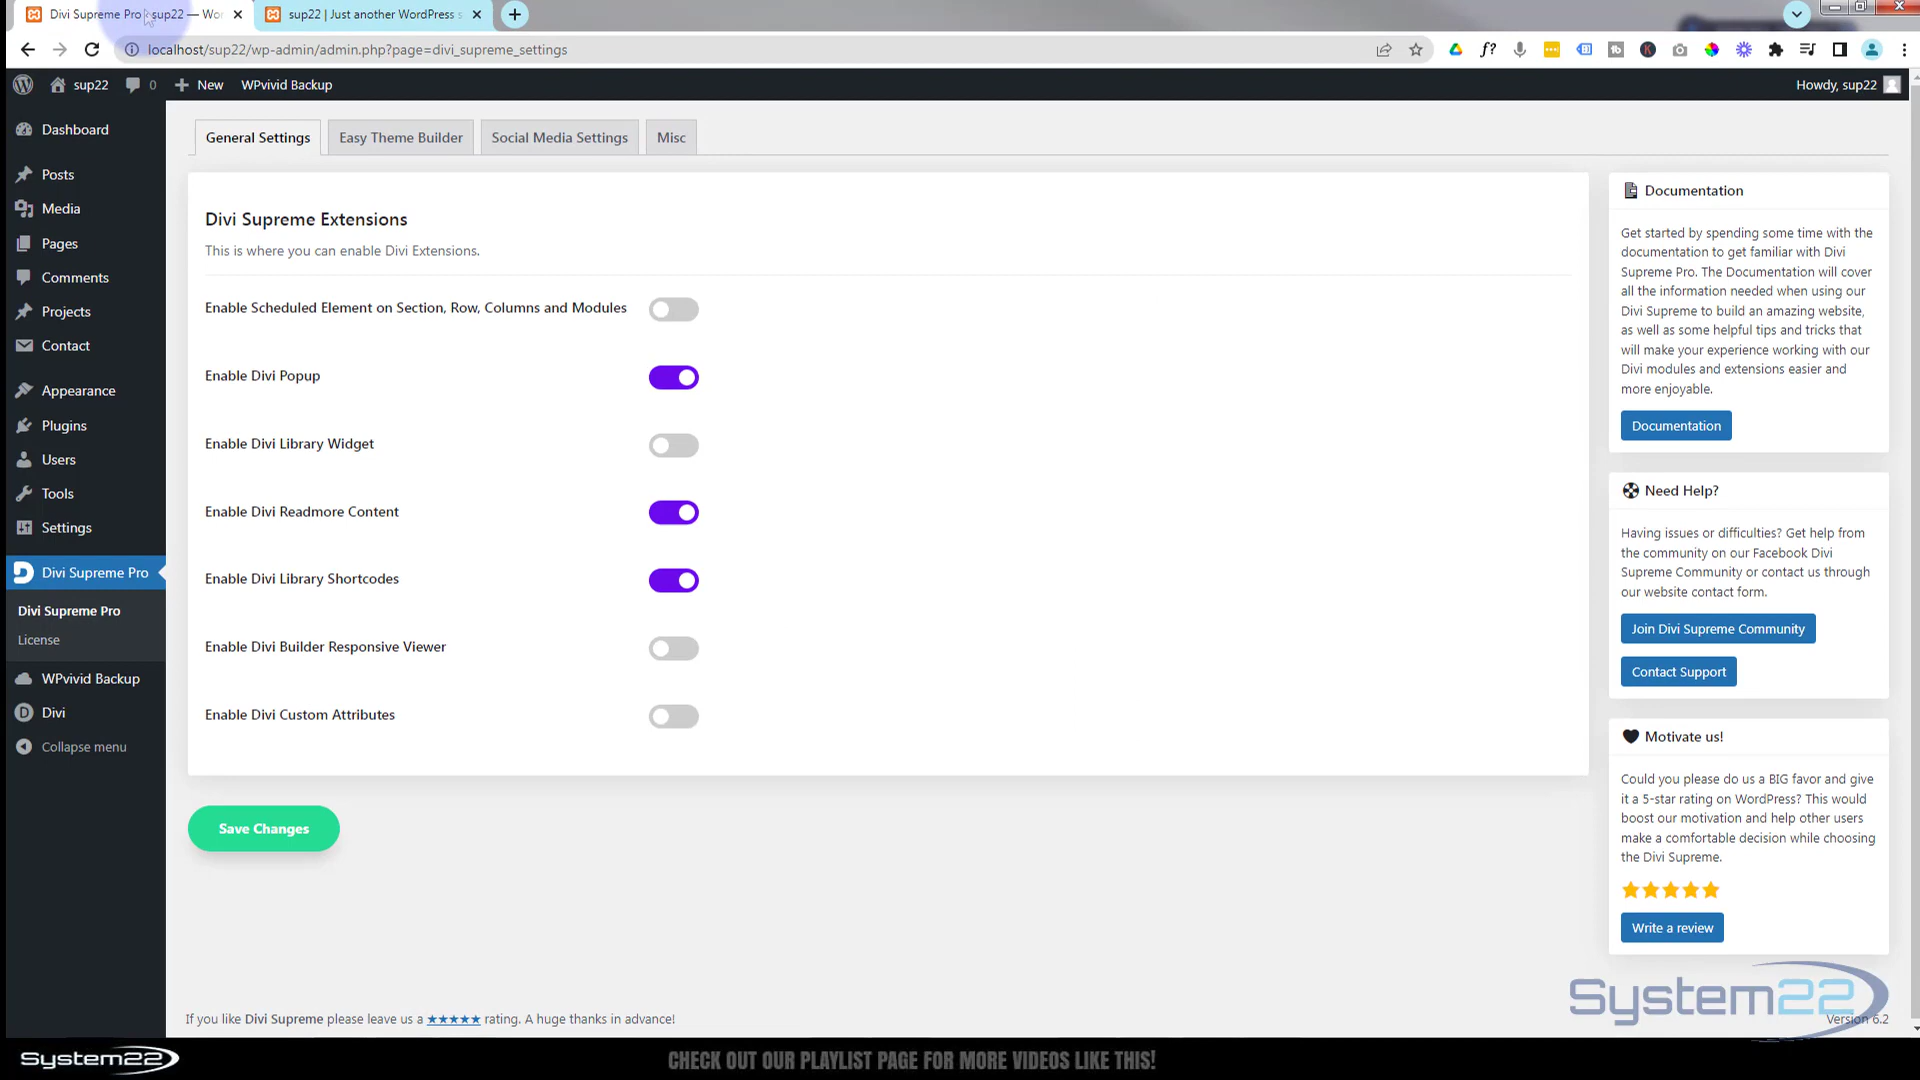 Divi Supreme Pro ‹ sup22 — Wor
sup22 | Just another WordPress s
localhost/sup22/wp-admin/admin.php?page=divi_supreme_settings
sup22
0
New
WPvivid Backup
Howdy, sup22
Dashboard
Posts
Media
Pages
Comments
Projects
Contact
Appearance
Plugins
Users
Tools
Settings
Divi Supreme Pro
Divi Supreme Pro
License
WPvivid Backup
Divi
Collapse menu
General Settings
Easy Theme Builder
Social Media Settings
Misc
Divi Supreme Extensions
This is where you can enable Divi Extensions.
Enable Scheduled Element on Section, Row, Columns and Modules
Enable Divi Popup
Enable Divi Library Widget
Enable Divi Readmore Content
Enable Divi Library Shortcodes
Enable Divi Builder Responsive Viewer
Enable Divi Custom Attributes
Save Changes
Documentation
Get started by spending some time with the
documentation to get familiar with Divi
Supreme Pro. The Documentation will cover
all the information needed when using our
Divi Supreme to build an amazing website,
as well as some helpful tips and tricks that
will make your experience working with our
Divi modules and extensions easier and
more enjoyable.
Documentation
Need Help?
Having issues or difficulties? Get help from
the community on our Facebook Divi
Supreme Community or contact us through
our website contact form.
Join Divi Supreme Community
Contact Support
Motivate us!
Could you please do us a BIG favor and give
it a 5-star rating on WordPress? This would
boost our motivation and help other users
make a comfortable decision while choosing
the Divi Supreme.
Write a review
If you like Divi Supreme please leave us a ★★★★★ rating. A huge thanks in advance!
System22
Version 6.2
System22
CHECK OUT OUR PLAYLIST PAGE FOR MORE VIDEOS LIKE THIS!